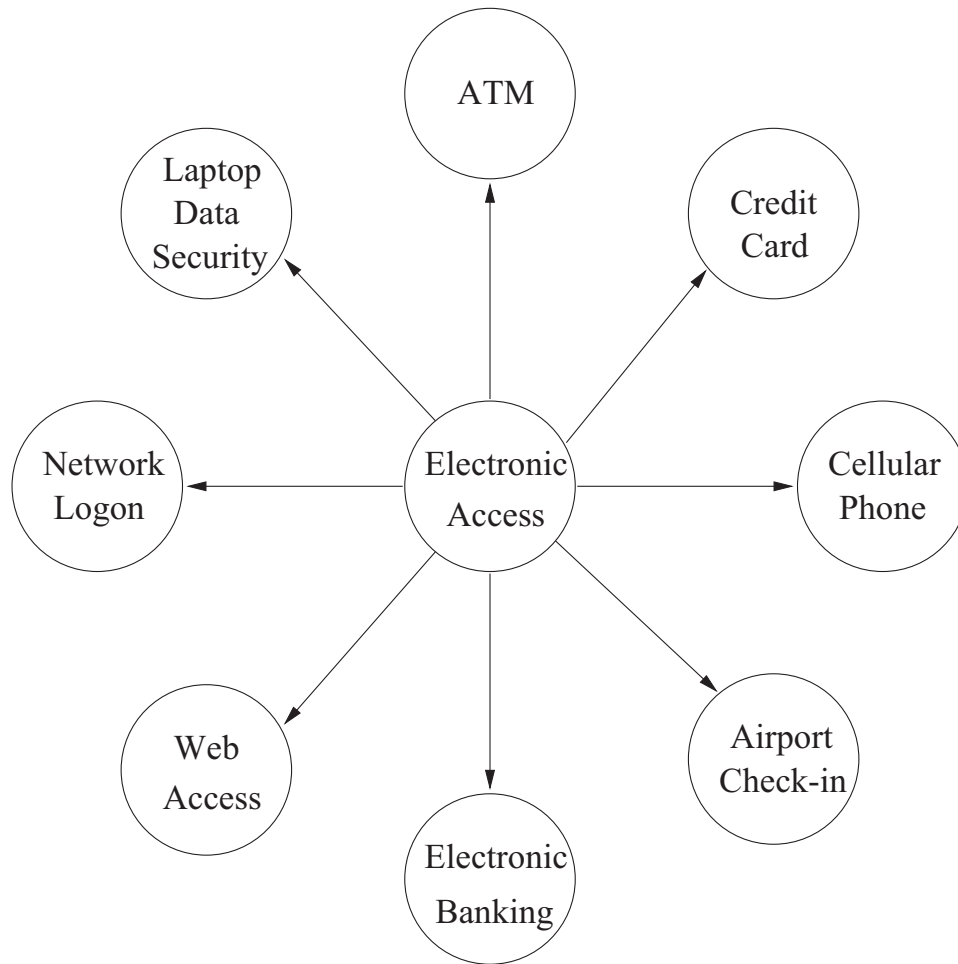 ATM
Laptop
Data
Security
Credit
Card
Network
Logon
Electronic
Access
Cellular
Phone
Web
Access
Airport
Check-in
Electronic
Banking